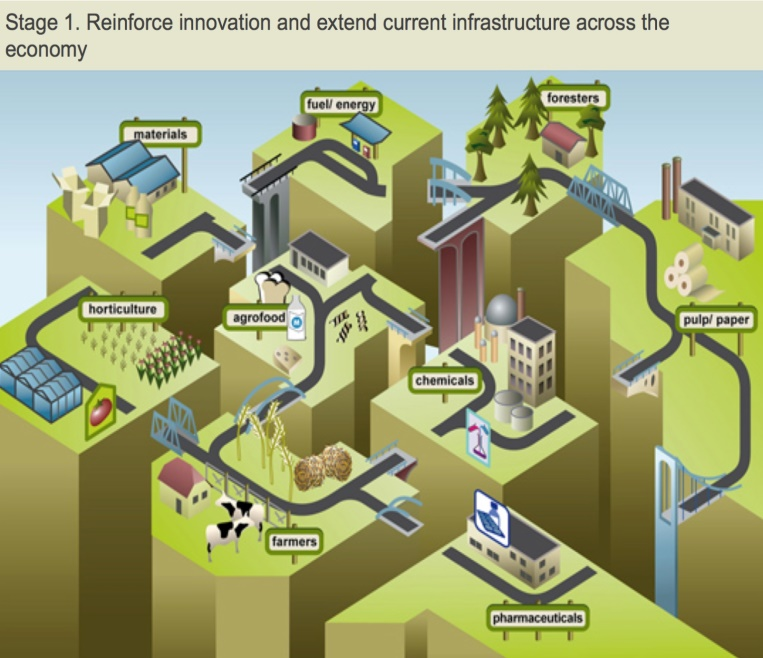 Stage 1. Reinforce innovation and extend current infrastructure across the
economy
fuel/ energy
foresters
materials
horticulture
agrofood
pulp/ paper
chemicals
farmers
pharmaceuticals